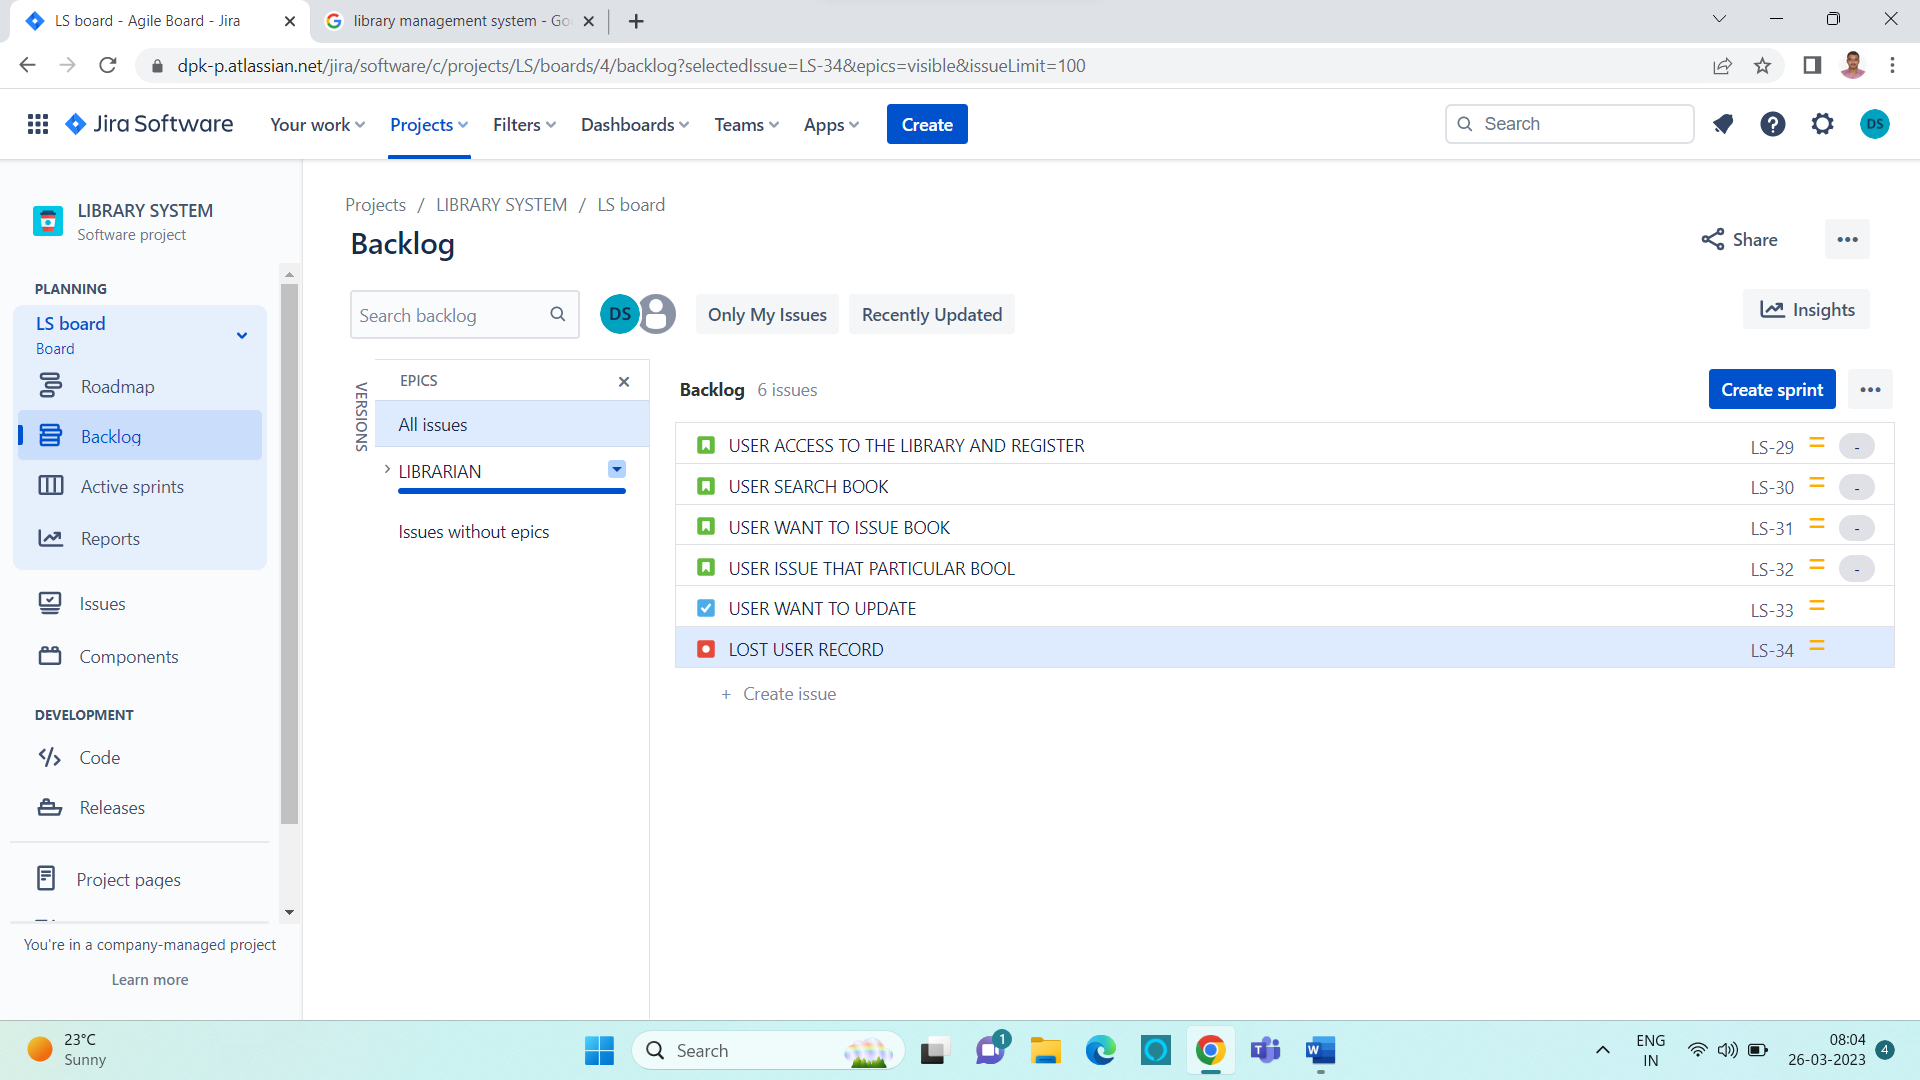 LS board - Agile Board - Jira
library management system - Go
dpk-p.atlassian.net/jira/software/c/projects/LS/boards/4/backlog?selectedIssue=LS-34&epics=visible&issueLimit=100
Jira Software
Your work
Projects
Filters
Dashboards
Teams
Apps
Create
Search
DS
LIBRARY SYSTEM
Software project
PLANNING
LS board
Board
Roadmap
Backlog
Active sprints
Reports
Issues
Components
DEVELOPMENT
Code
Releases
Project pages
You're in a company-managed project
Learn more
Projects / LIBRARY SYSTEM / LS board
Backlog
Share
Search backlog
DS
Only My Issues
Recently Updated
Insights
VERSIONS
EPICS
All issues
LIBRARIAN
Issues without epics
Backlog 6 issues
Create sprint
USER ACCESS TO THE LIBRARY AND REGISTER LS-29 -
USER SEARCH BOOK LS-30 -
USER WANT TO ISSUE BOOK LS-31 -
USER ISSUE THAT PARTICULAR BOOL LS-32 -
USER WANT TO UPDATE LS-33
LOST USER RECORD LS-34
+ Create issue
23°C
Sunny
Search
1
ENG
IN
08:04
26-03-2023
4